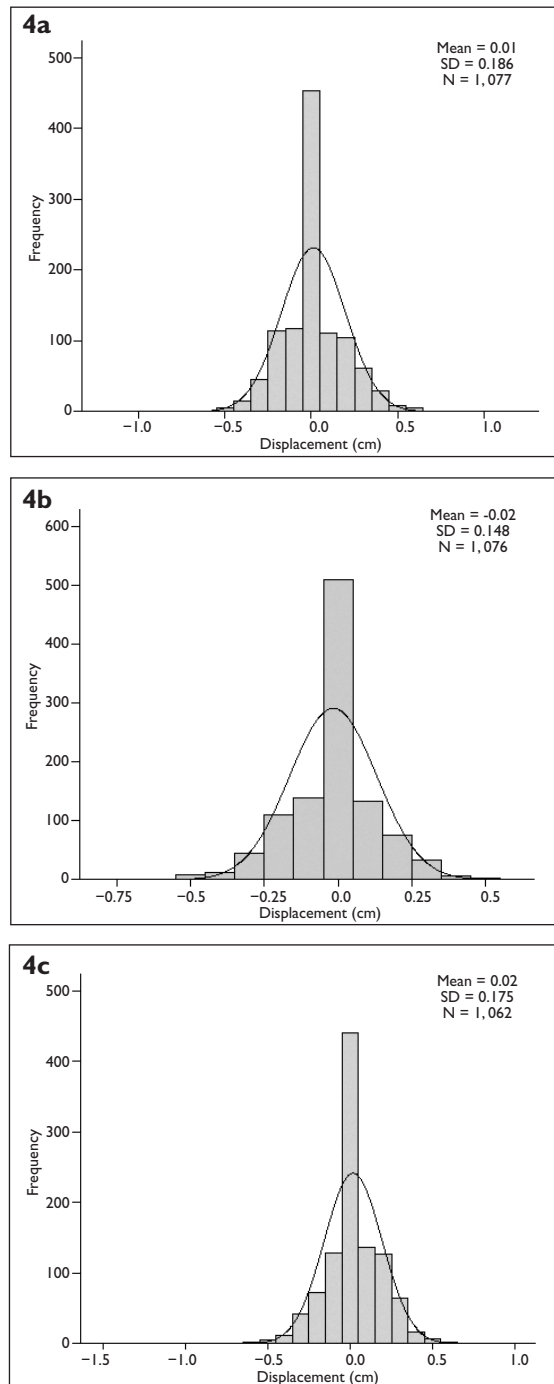 4a
Mean = 0.01
SD = 0.186
N = 1, 077
500
400
300
200
100
0
Frequency
−1.0 −0.5 0.0 0.5 1.0
Displacement (cm)
4b
Mean = -0.02
SD = 0.148
N = 1, 076
600
500
400
300
200
100
0
Frequency
−0.75 −0.5 −0.25 0.0 0.25 0.5
Displacement (cm)
4c
Mean = 0.02
SD = 0.175
N = 1, 062
500
400
300
200
100
0
Frequency
−1.5 −1.0 −0.5 0.0 0.5 1.0
Displacement (cm)